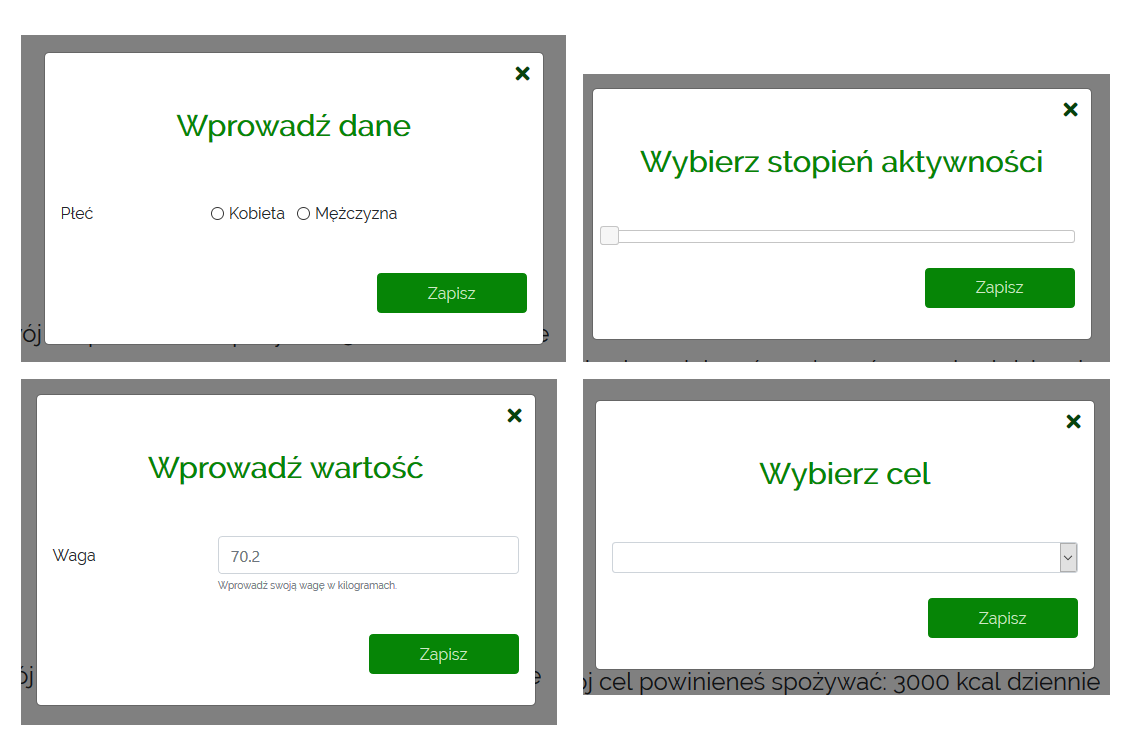 Wprowadź dane
Płeć
Kobieta Mężczyzna
Zapisz
Wybierz stopień aktywności
Zapisz
Wprowadź wartość
Waga
70.2
Wprowadź swoją wagę w kilogramach.
Zapisz
Wybierz cel
Zapisz
cel powinieneś spożywać: 3000 kcal dziennie